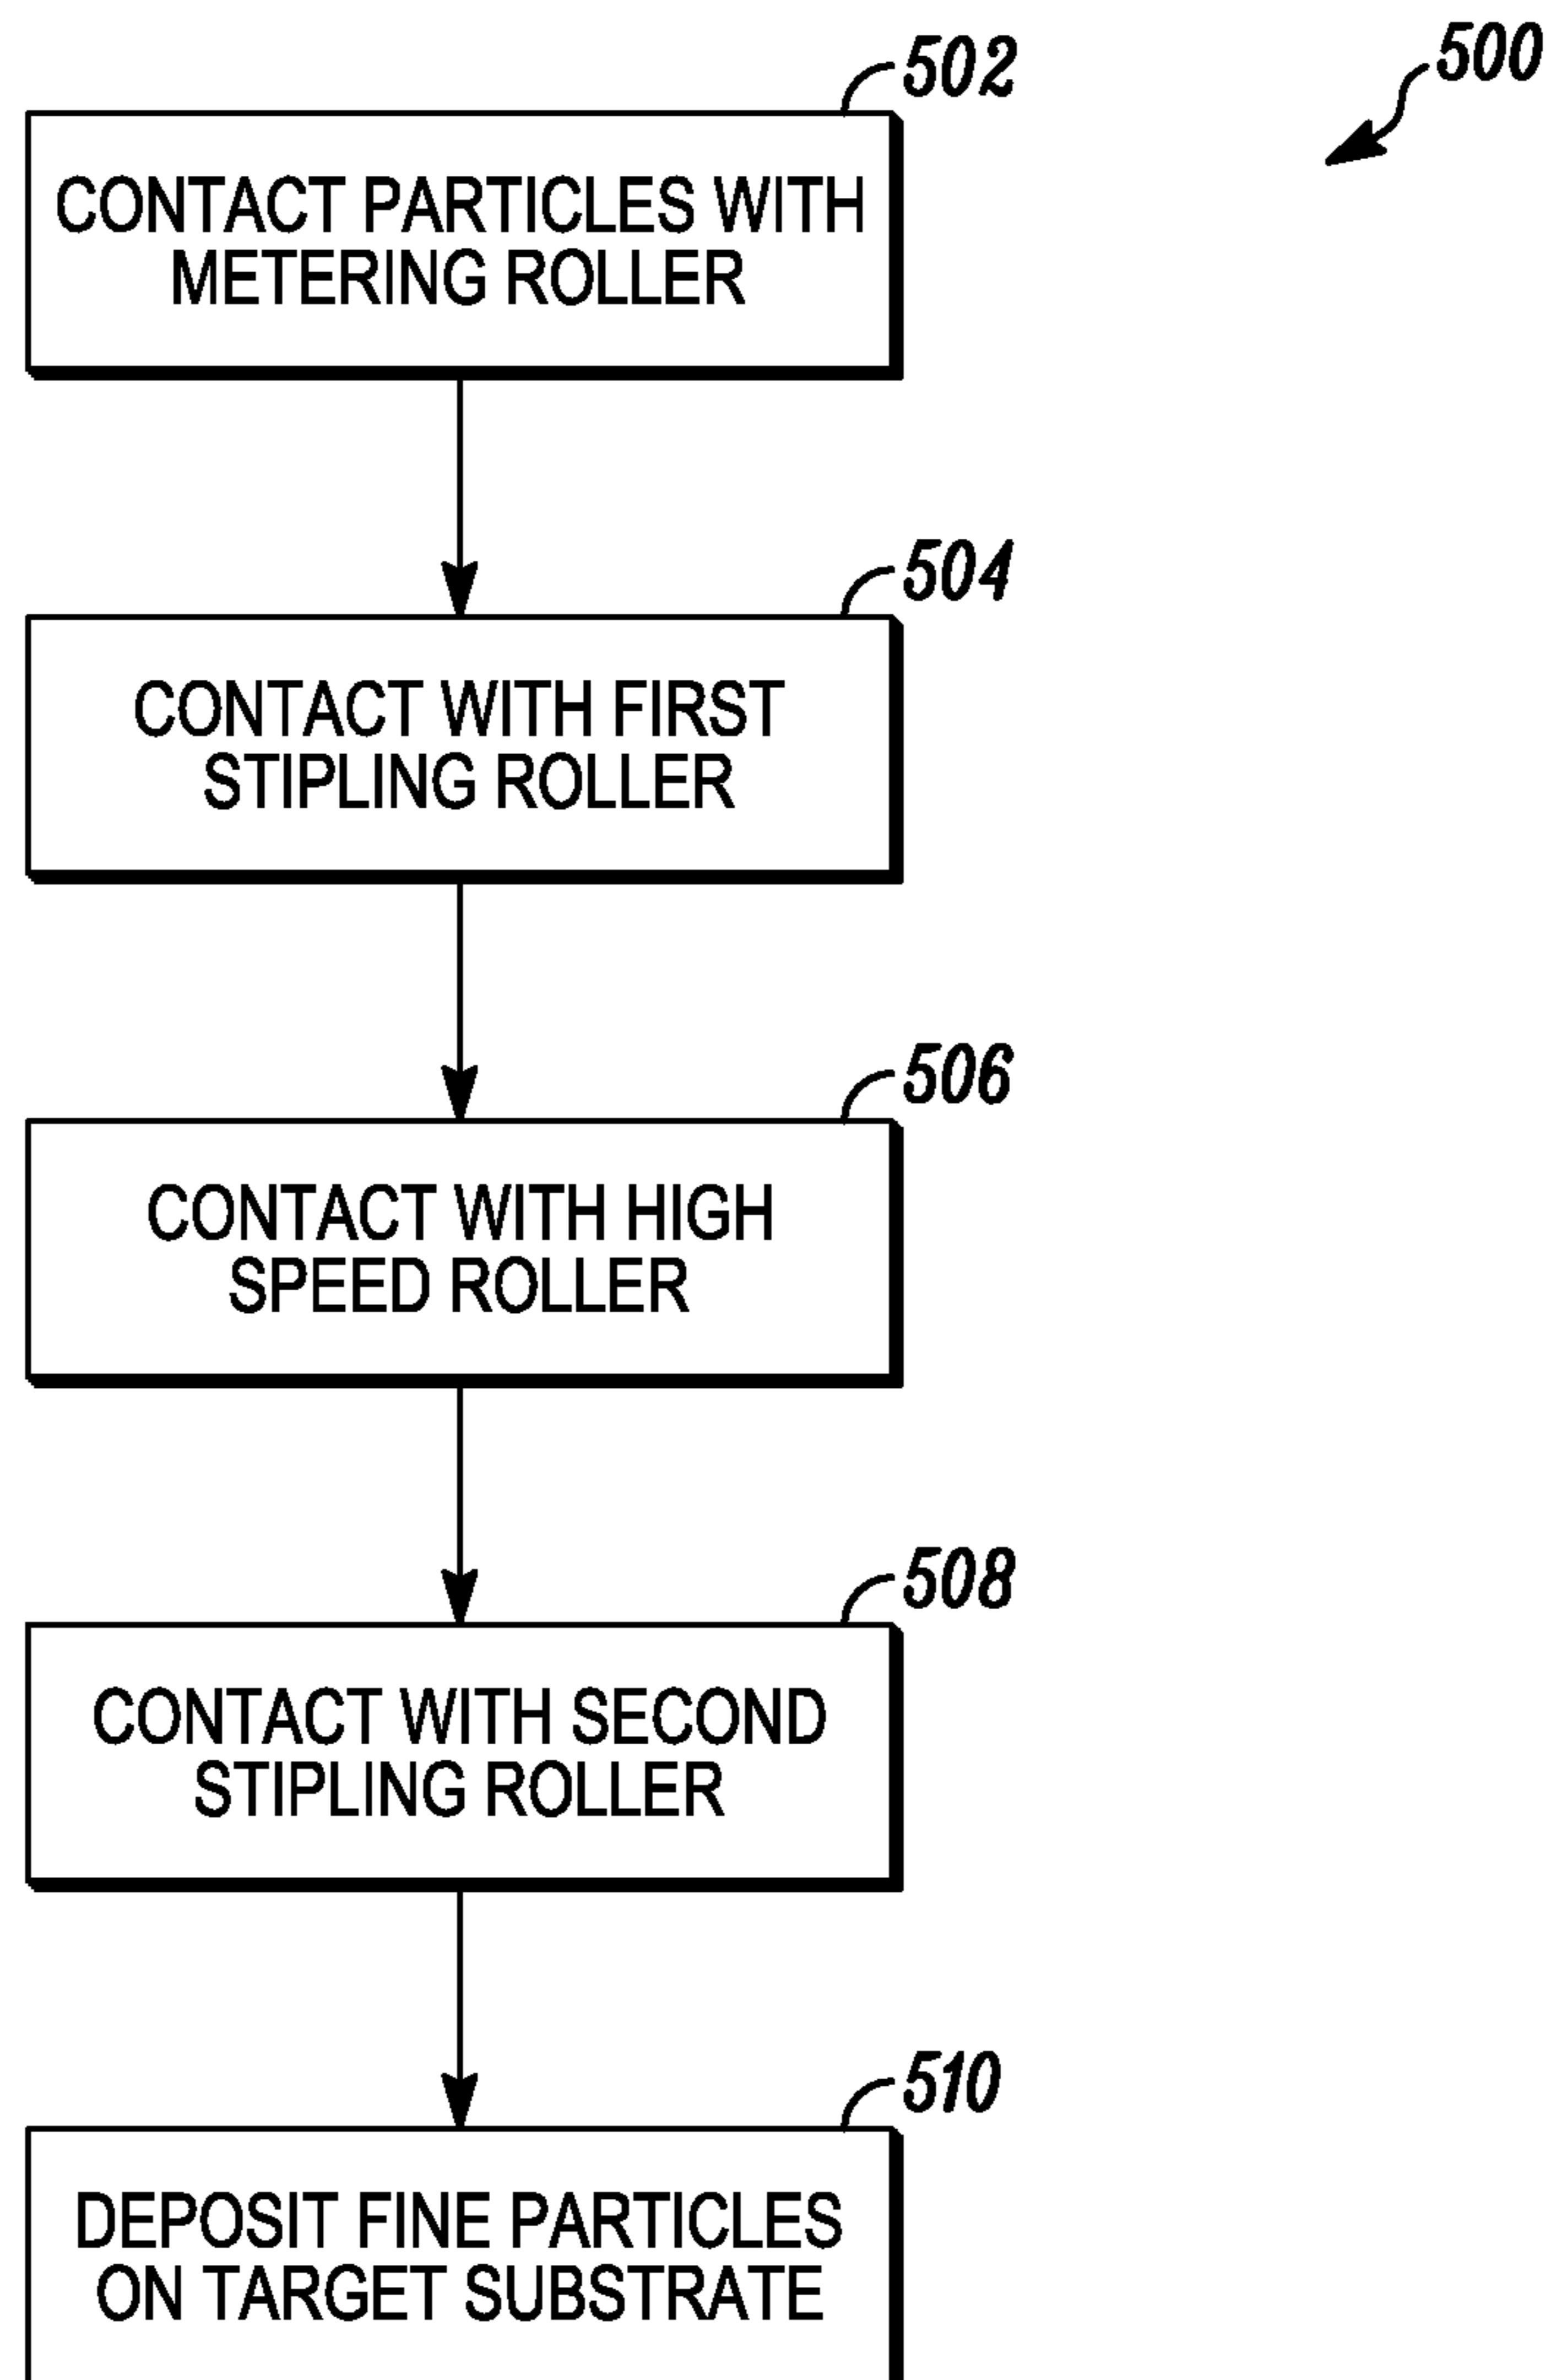 500
502
CONTACT PARTICLES WITH
METERING ROLLER
504
CONTACT WITH FIRST
STIPLING ROLLER
506
CONTACT WITH HIGH
SPEED ROLLER
508
CONTACT WITH SECOND
STIPLING ROLLER
510
DEPOSIT FINE PARTICLES
ON TARGET SUBSTRATE